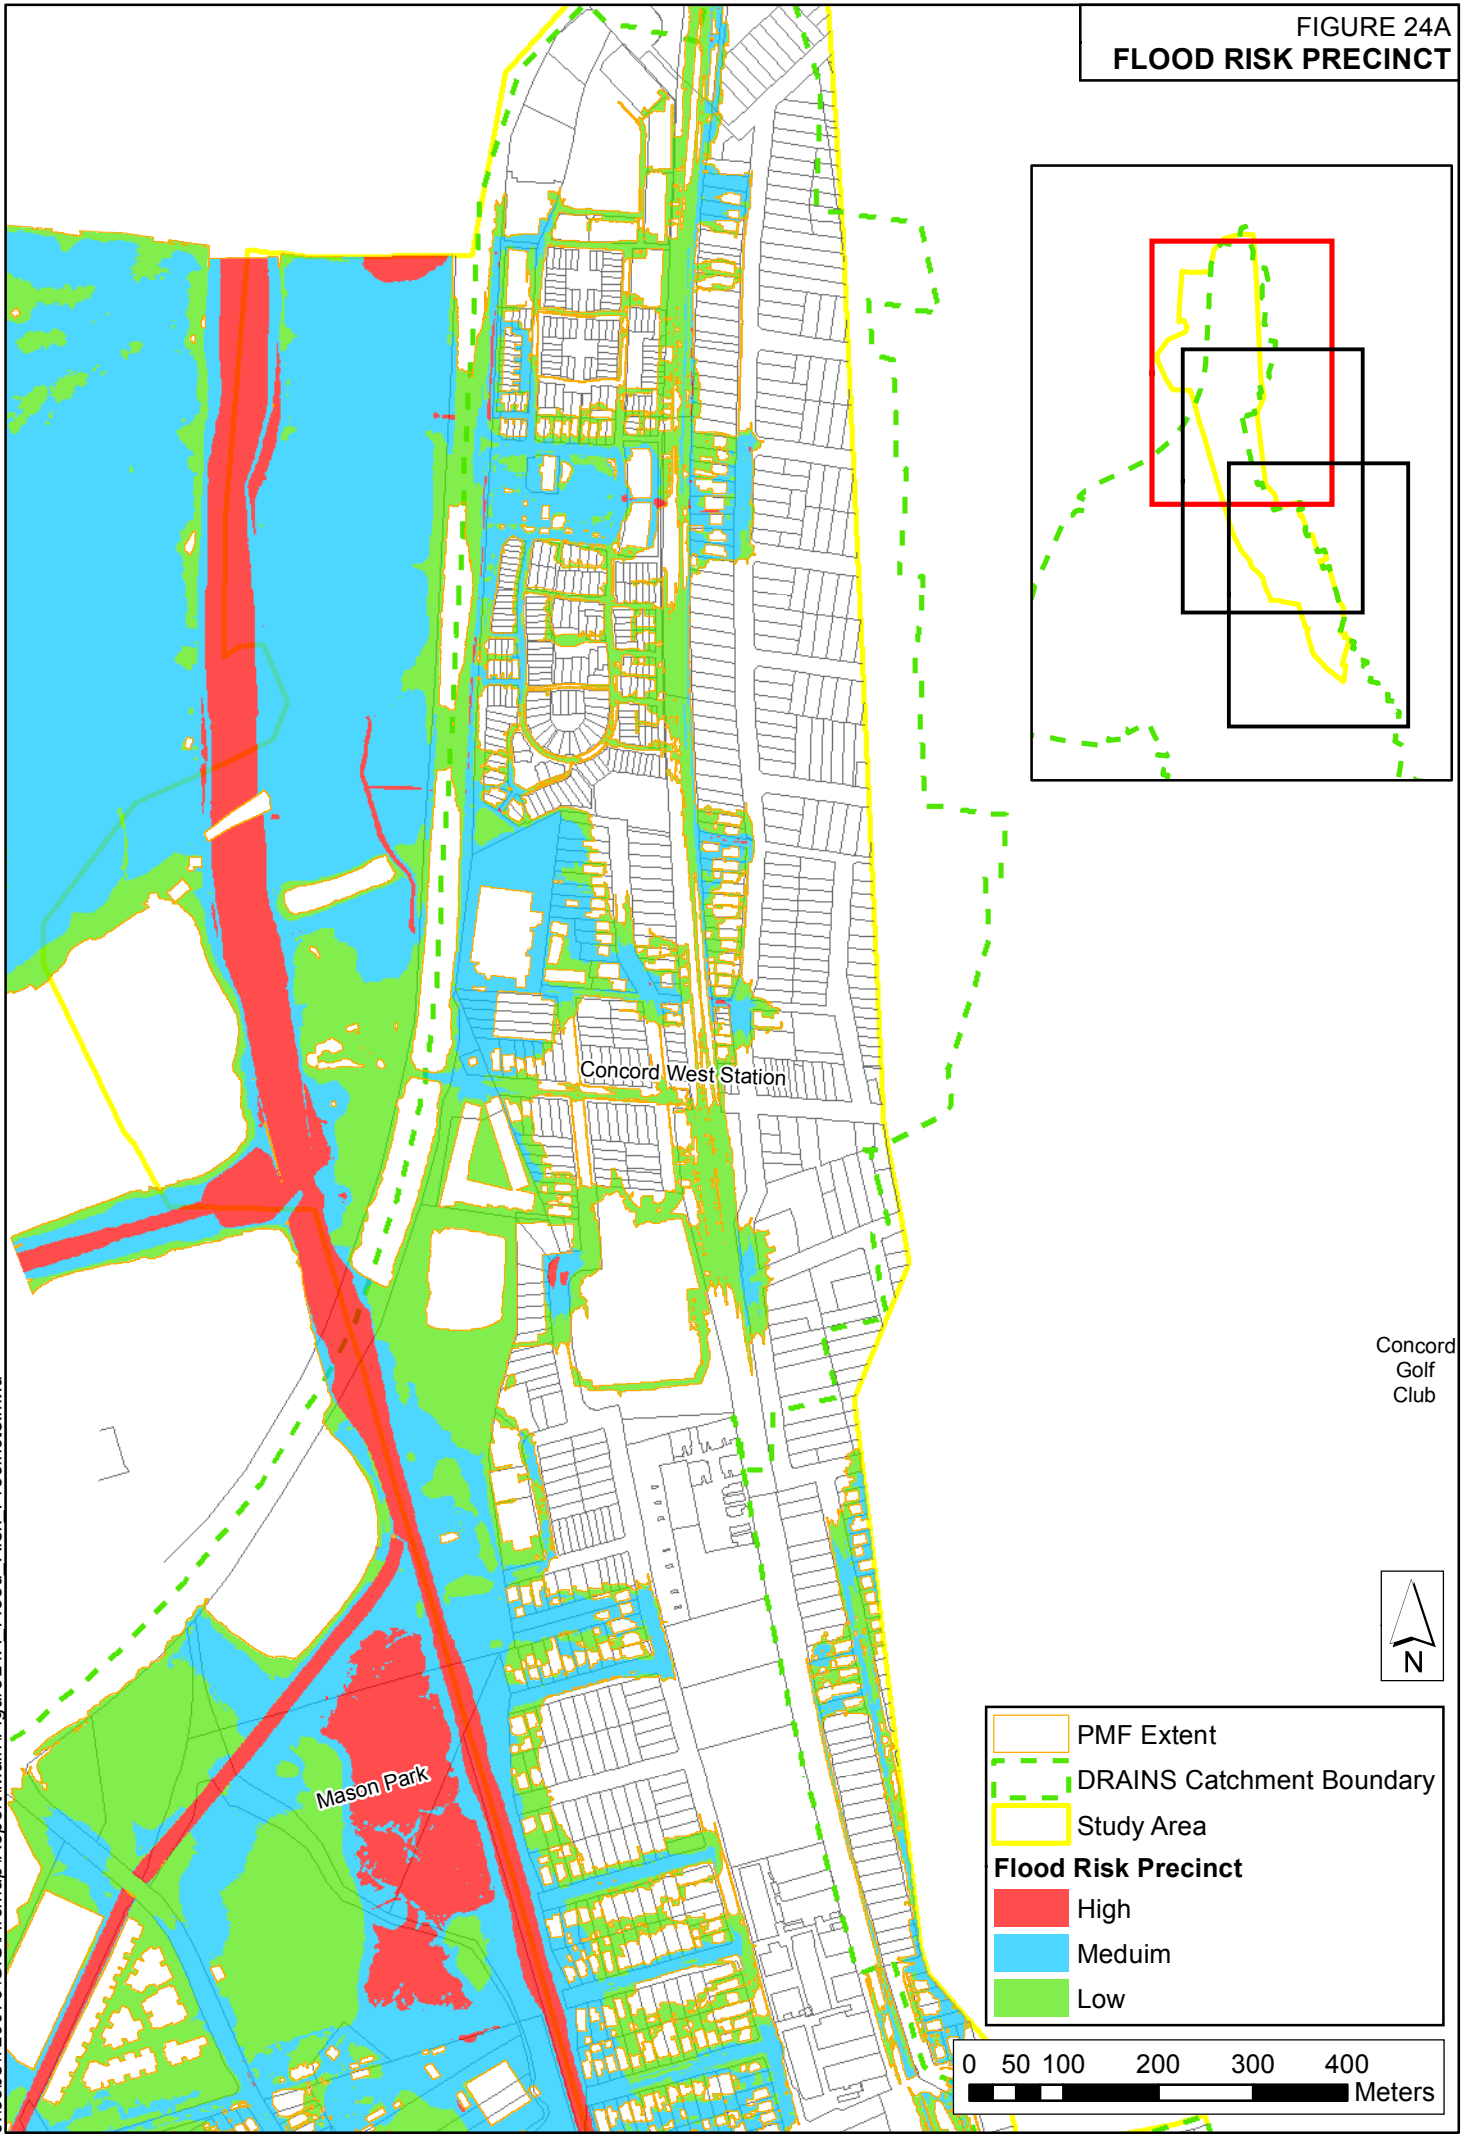 FIGURE 24A
FLOOD RISK PRECINCT
Concord West Station
Concord
Golf
Club
N
Mason Park
PMF Extent
DRAINS Catchment Boundary
Study Area
Flood Risk Precinct
High
Meduim
Low
0 50 100 200 300 400
Meters